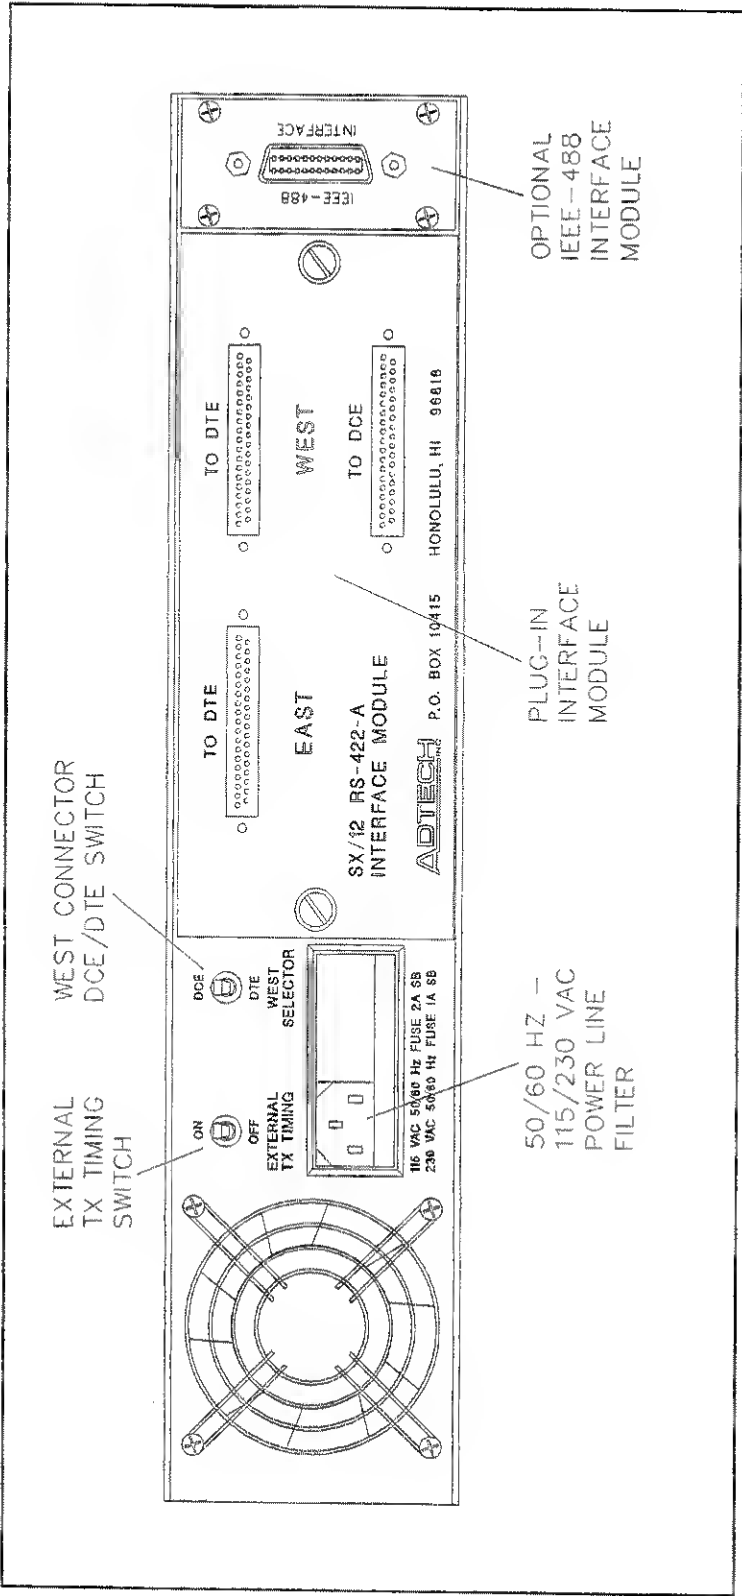 EXTERNAL
TX TIMING
SWITCH
WEST CONNECTOR
DCE/DTE SWITCH
ON
OFF
EXTERNAL
TX TIMING
DCE
DTE
WEST
SELECTOR
115 VAC 50/60 Hz FUSE 2A SB
230 VAC 50/60 Hz FUSE 1A SB
TO DTE
EAST
SX/12 RS-422-A
INTERFACE MODULE
ADTECH INC
P.O. BOX 10415
HONOLULU, HI 96816
TO DTE
WEST
TO DCE
IEEE-488
INTERFACE
50/60 HZ -
115/230 VAC
POWER LINE
FILTER
PLUG-IN
INTERFACE
MODULE
OPTIONAL
IEEE-488
INTERFACE
MODULE